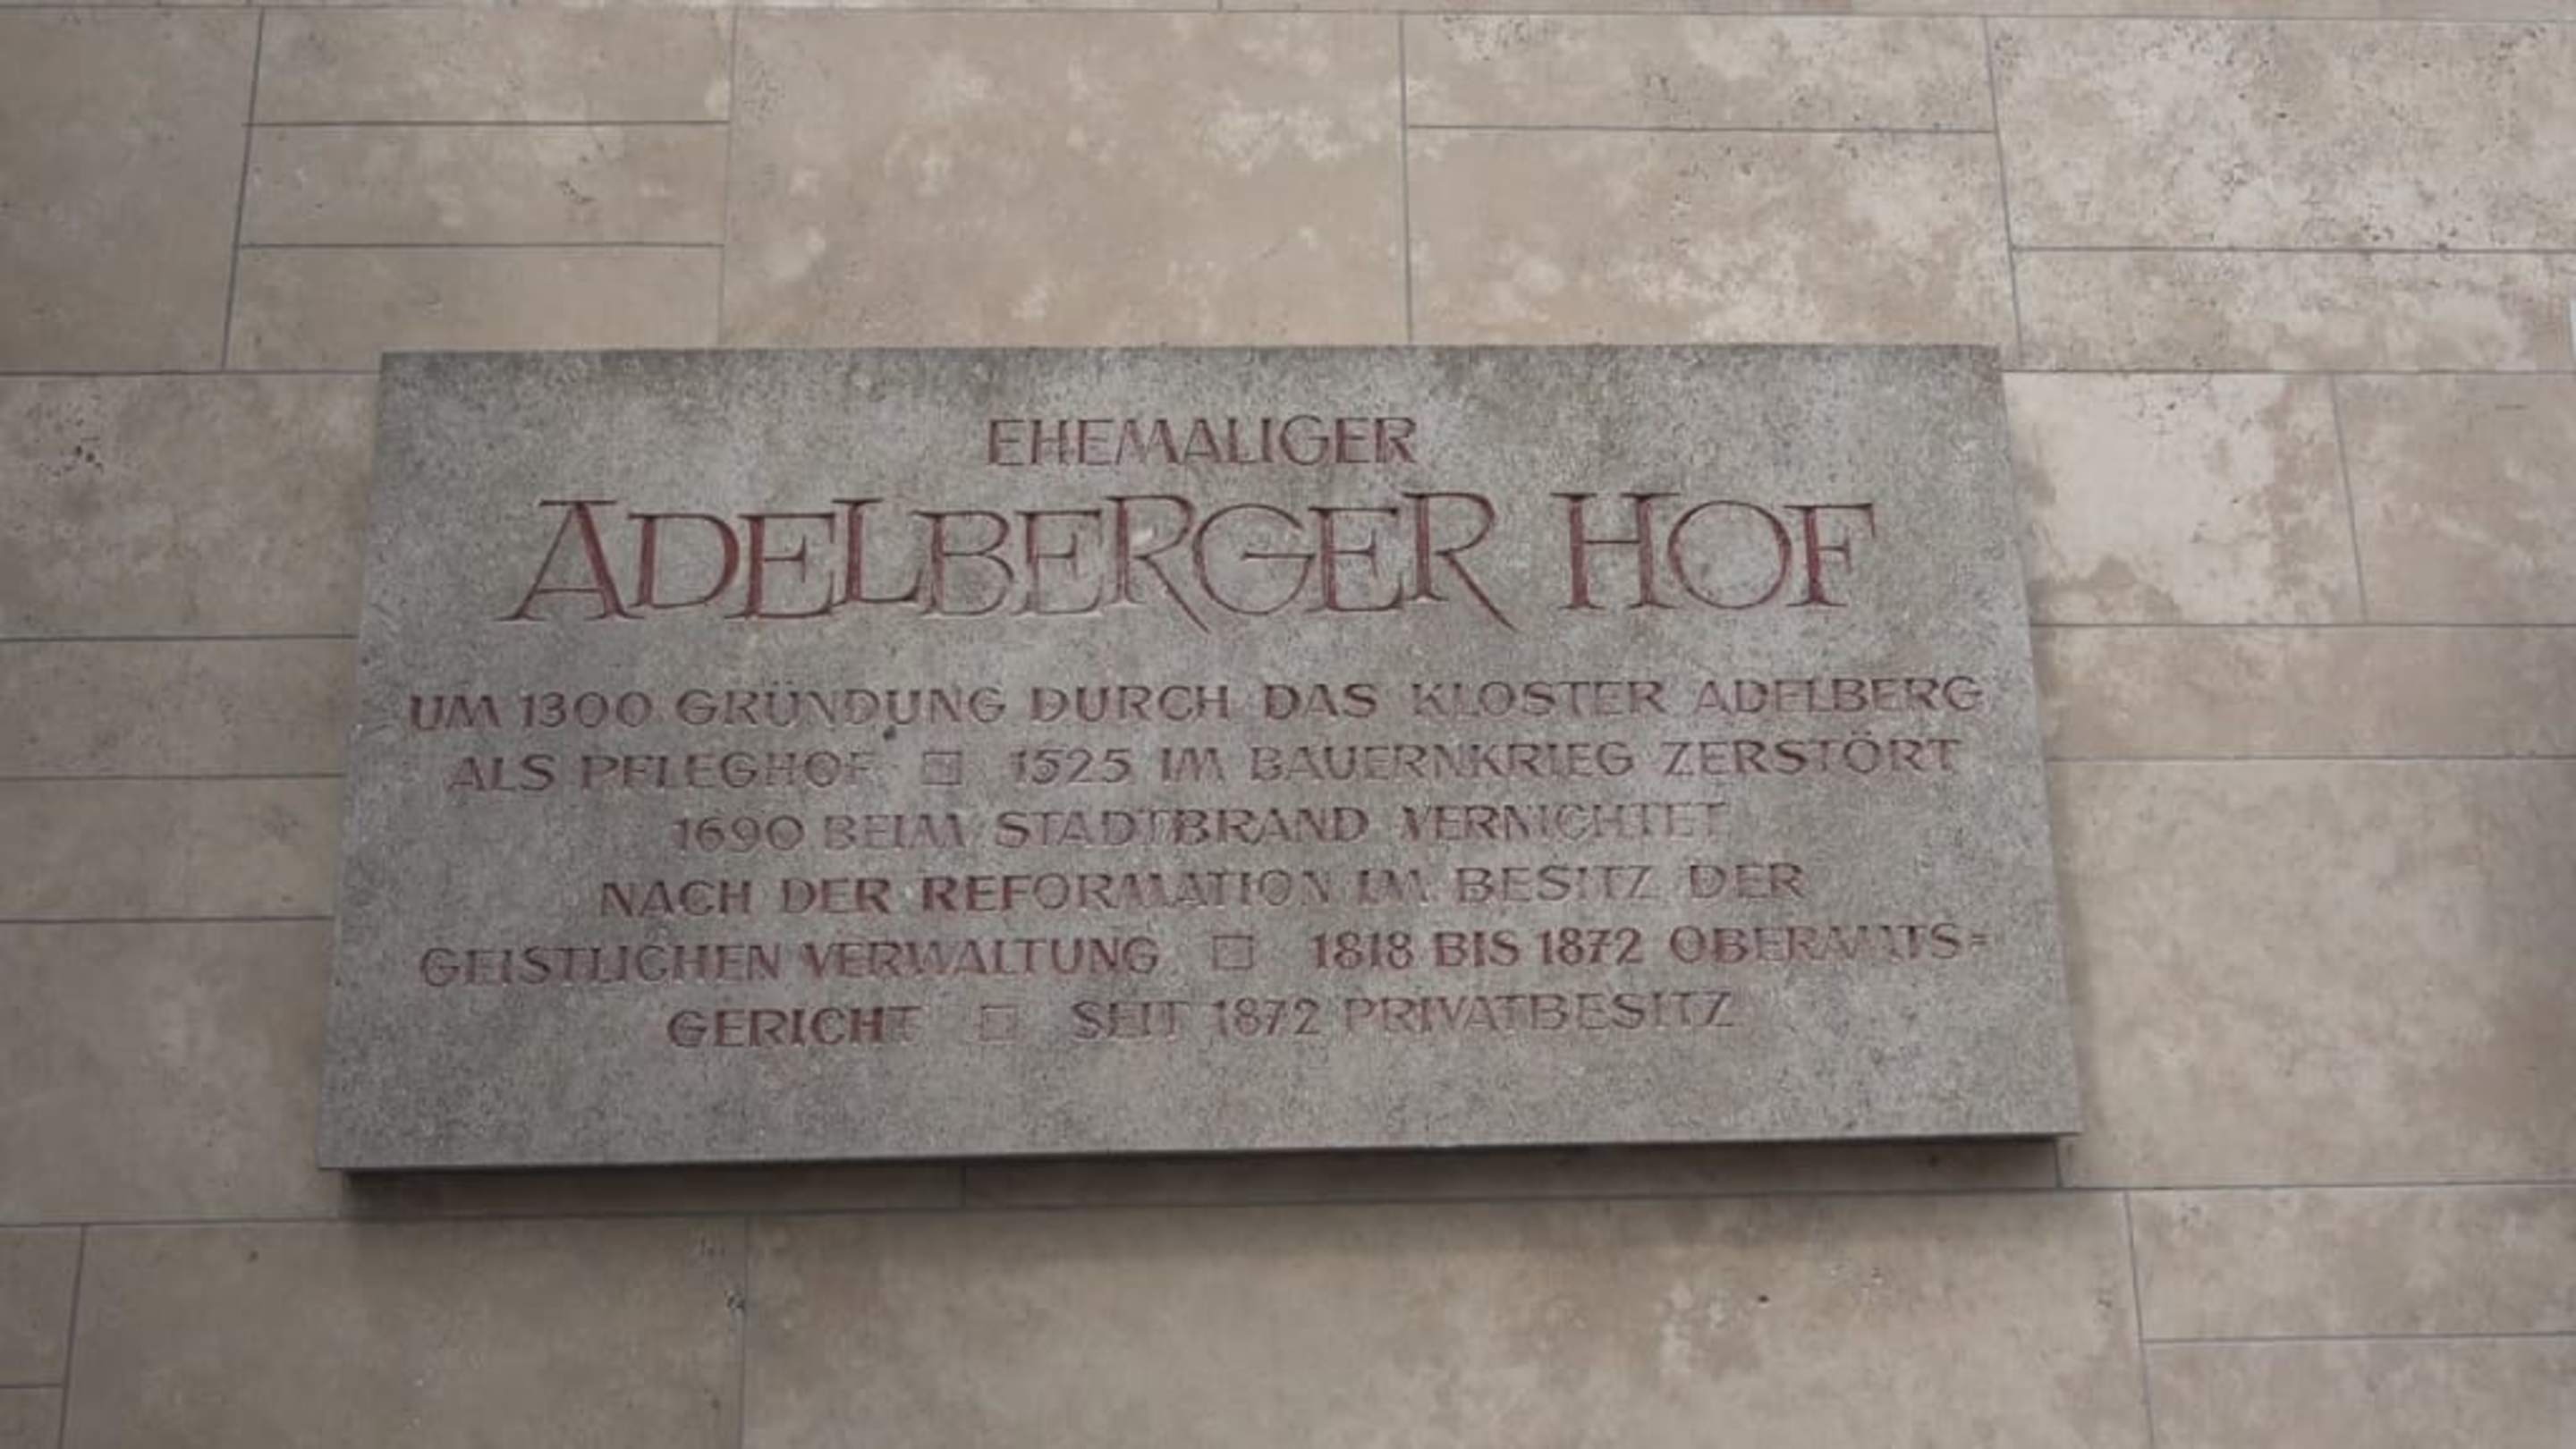 EHEMALIGER
ADELBERGER HOF
UM 1300 GRÜNDUNG DURCH DAS KLOSTER ADELBERG
ALS PFLEGHOF □ 1525 IM BAUERNKRIEG ZERSTÖRT
1690 BEIM STADTBRAND VERNICHTET
NACH DER REFORMATION IM BESITZ DER
GEISTLICHEN VERWALTUNG □ 1818 BIS 1872 OBERAMTS=
GERICHT □ SEIT 1872 PRIVATBESITZ